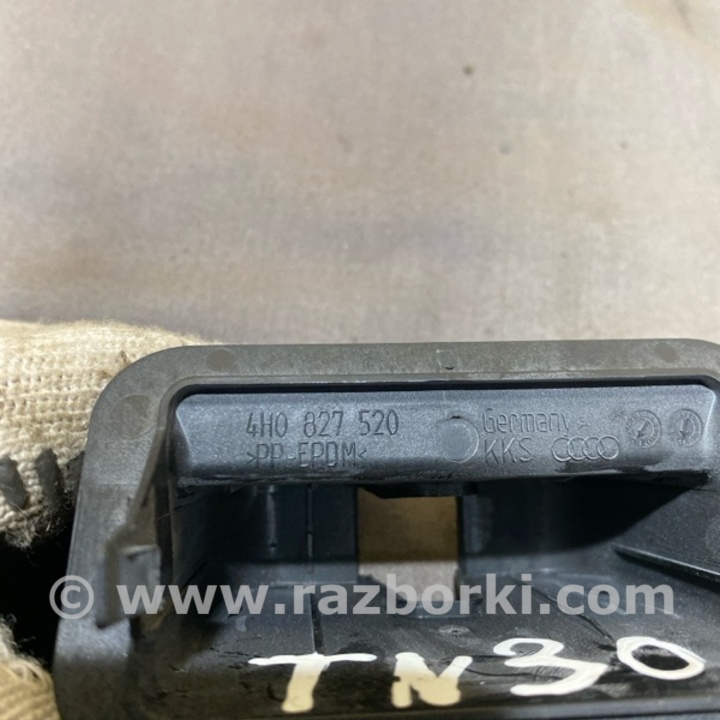 4H0 827 520
>PP-EPDM<
Germany
KKS
© www.razborki.com
TN30